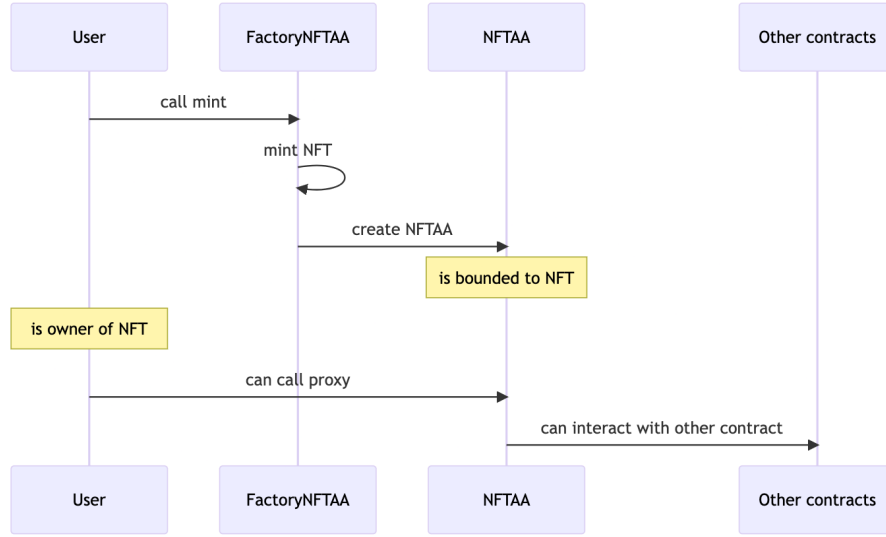 User
FactoryNFTAA
NFTAA
Other contracts
call mint
mint NFT
create NFTAA
is bounded to NFT
is owner of NFT
can call proxy
can interact with other contract
User
FactoryNFTAA
NFTAA
Other contracts